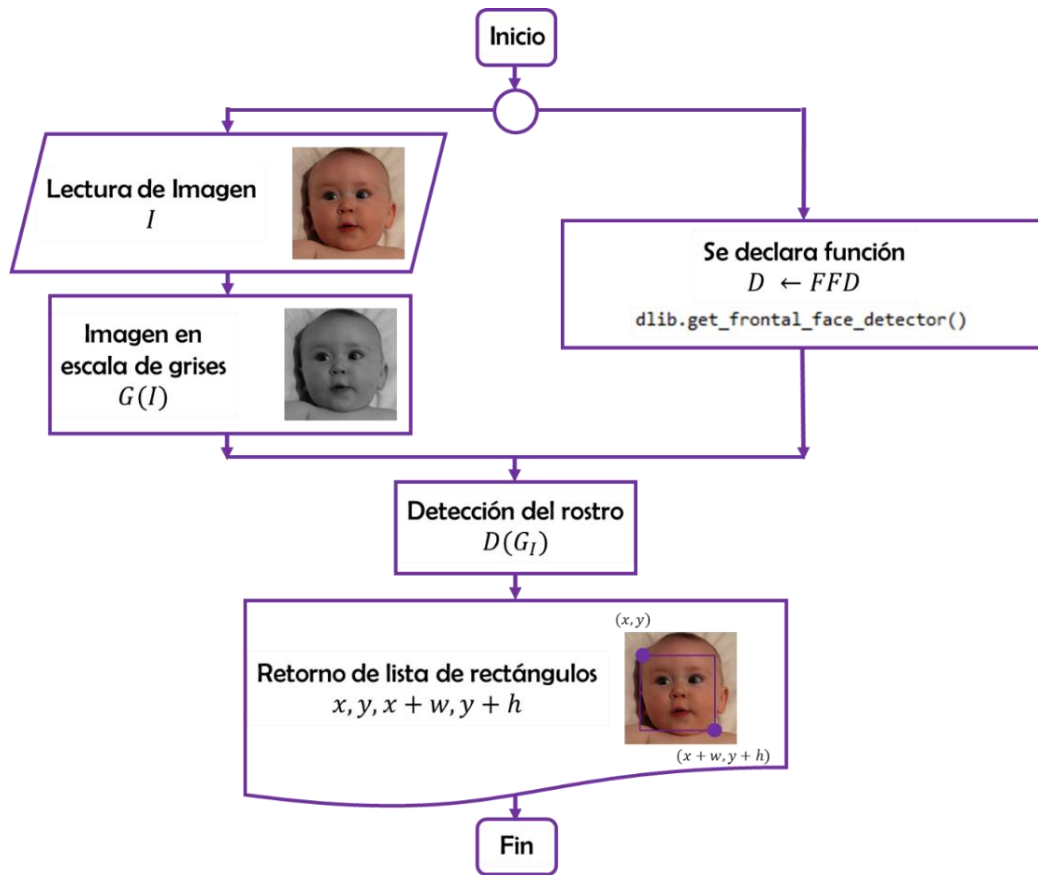 Inicio
Lectura de Imagen
I
Imagen en
escala de grises
G(I)
Se declara función
D ← FFD
dlib.get_frontal_face_detector()
Detección del rostro
D(G_I)
Retorno de lista de rectángulos
x, y, x + w, y + h
(x, y)
(x + w, y + h)
Fin